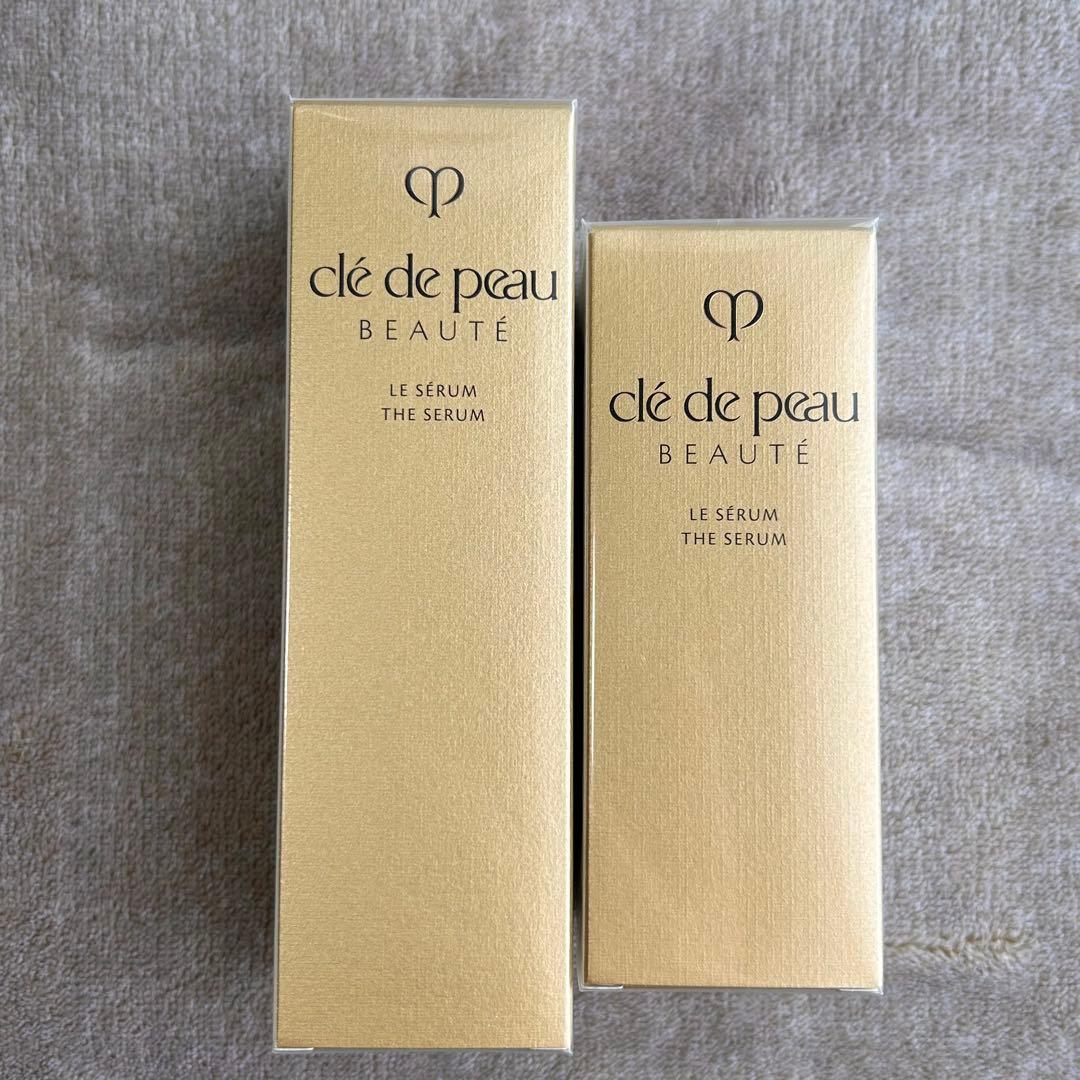 clé de peau
BEAUTÉ
LE SÉRUM
THE SERUM
clé de peau
BEAUTÉ
LE SÉRUM
THE SERUM